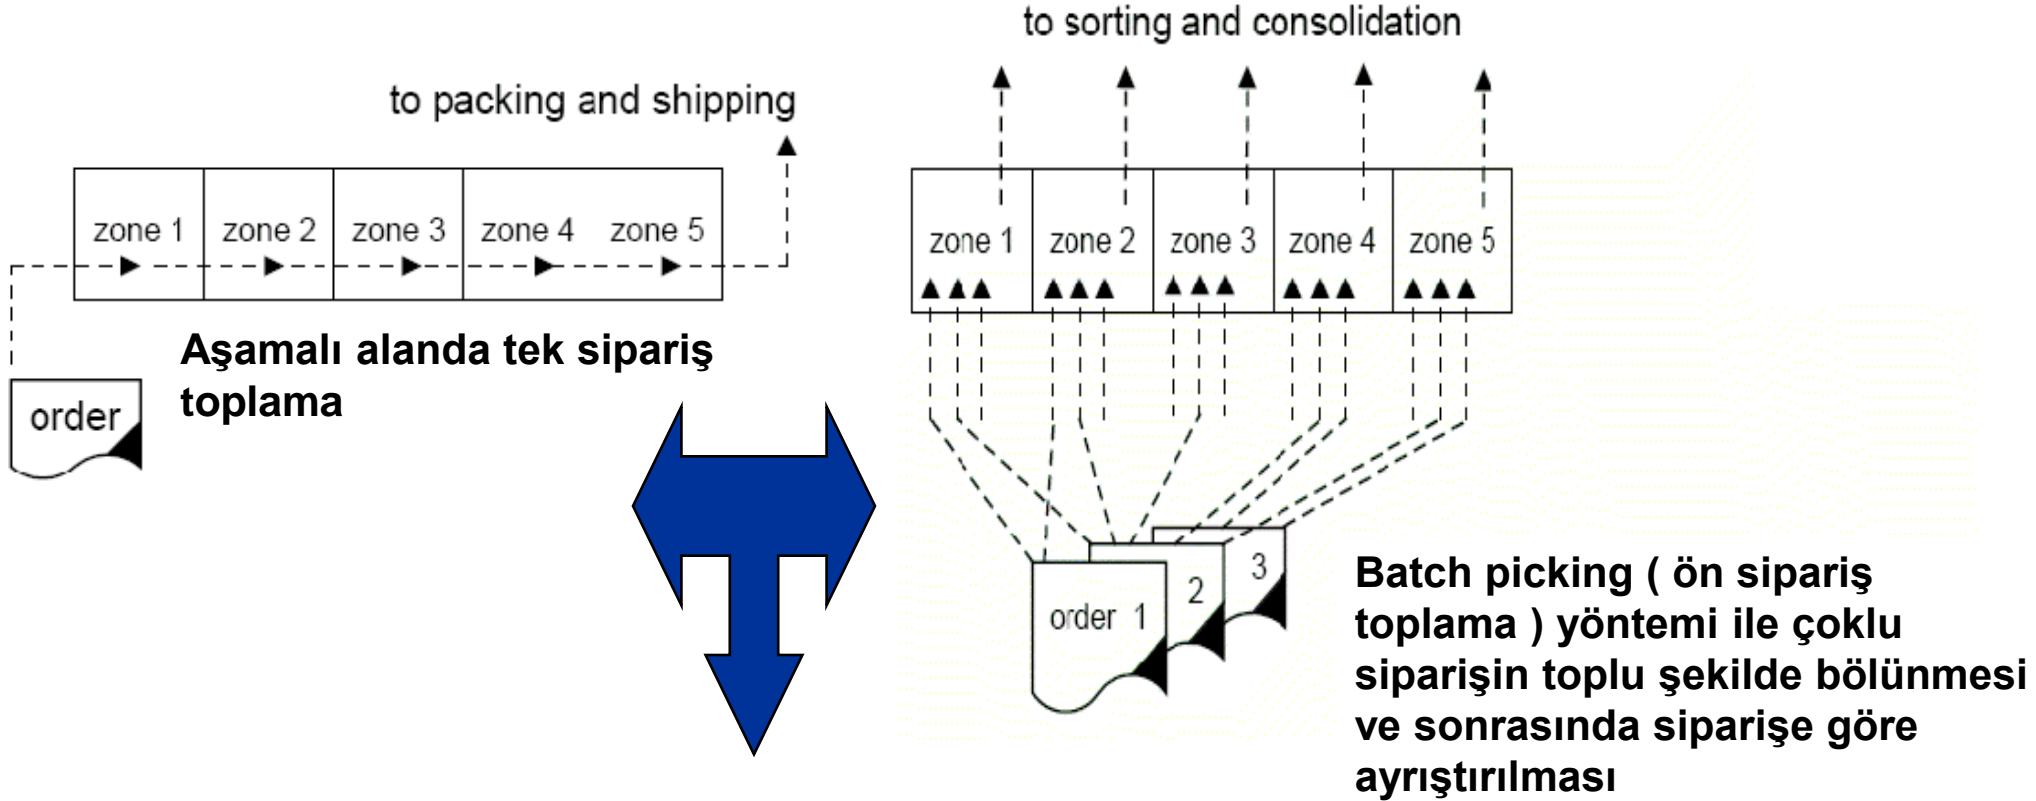 to packing and shipping
zone 1
zone 2
zone 3
zone 4
zone 5
order
Aşamalı alanda tek sipariş
toplama
to sorting and consolidation
zone 1
zone 2
zone 3
zone 4
zone 5
order 1
2
3
Batch picking ( ön sipariş
toplama ) yöntemi ile çoklu
siparişin toplu şekilde bölünmesi
ve sonrasında siparişe göre
ayrıştırılması